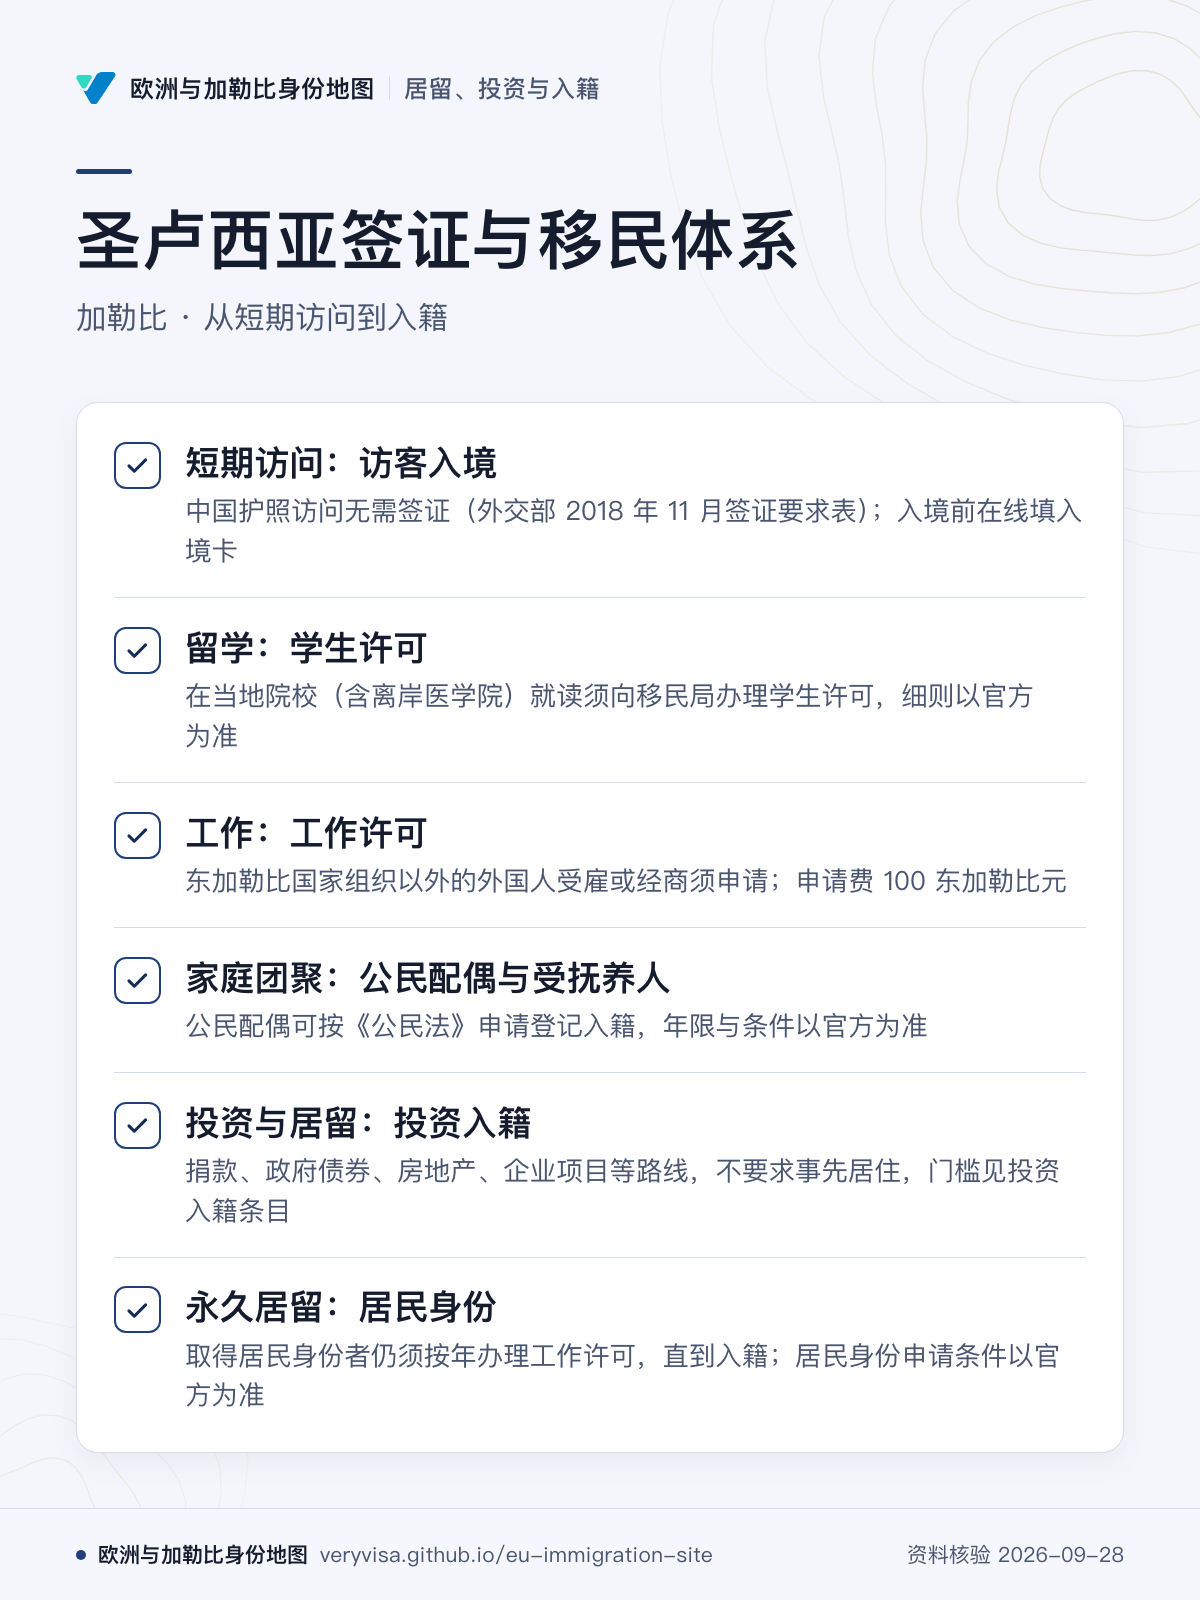 欧洲与加勒比身份地图 居留、投资与入籍
圣卢西亚签证与移民体系
加勒比 · 从短期访问到入籍
短期访问：访客入境
中国护照访问无需签证（外交部 2018 年 11 月签证要求表）；入境前在线填入
境卡
留学：学生许可
在当地院校（含离岸医学院）就读须向移民局办理学生许可，细则以官方
为准
工作：工作许可
东加勒比国家组织以外的外国人受雇或经商须申请；申请费 100 东加勒比元
家庭团聚：公民配偶与受抚养人
公民配偶可按《公民法》申请登记入籍，年限与条件以官方为准
投资与居留：投资入籍
捐款、政府债券、房地产、企业项目等路线，不要求事先居住，门槛见投资
入籍条目
永久居留：居民身份
取得居民身份者仍须按年办理工作许可，直到入籍；居民身份申请条件以官
方为准
欧洲与加勒比身份地图 veryvisa.github.io/eu-immigration-site 资料核验 2026-09-28